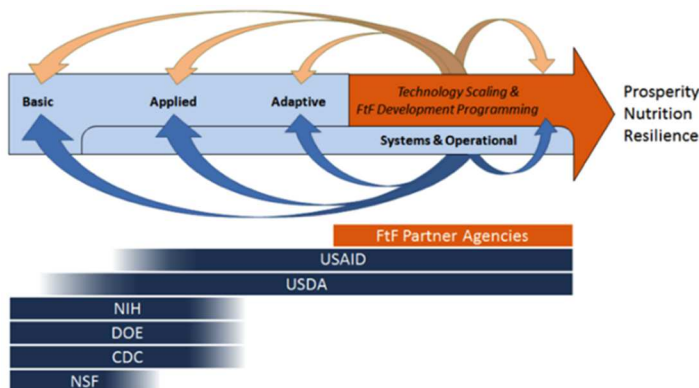 Basic
Applied
Adaptive
Technology Scaling &
FtF Development Programming
Systems & Operational
Prosperity
Nutrition
Resilience
FtF Partner Agencies
USAID
USDA
NIH
DOE
CDC
NSF